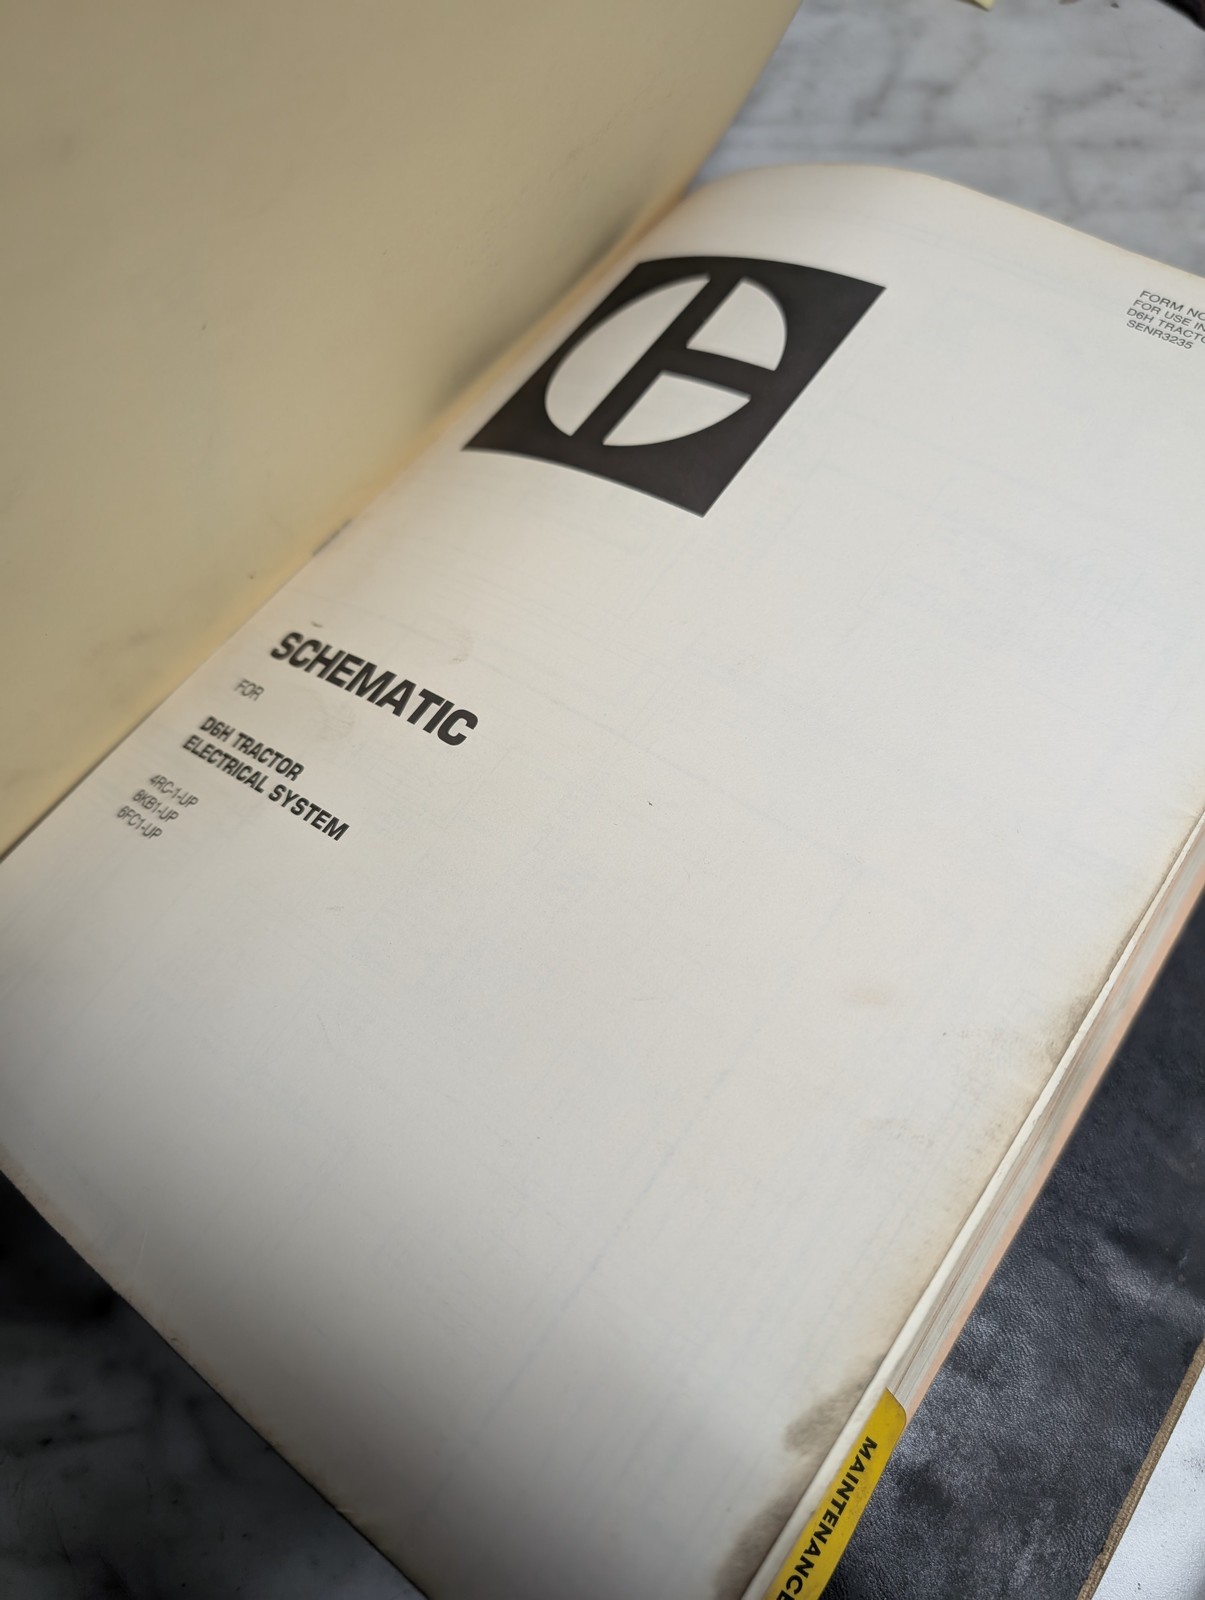 FORM NO
FOR USE IN
D6H TRACTO
SENR3235
SCHEMATIC
FOR
D6H TRACTOR
ELECTRICAL SYSTEM
4RC-1-UP
8KB1-UP
6FC1-UP
MAINTENANCE